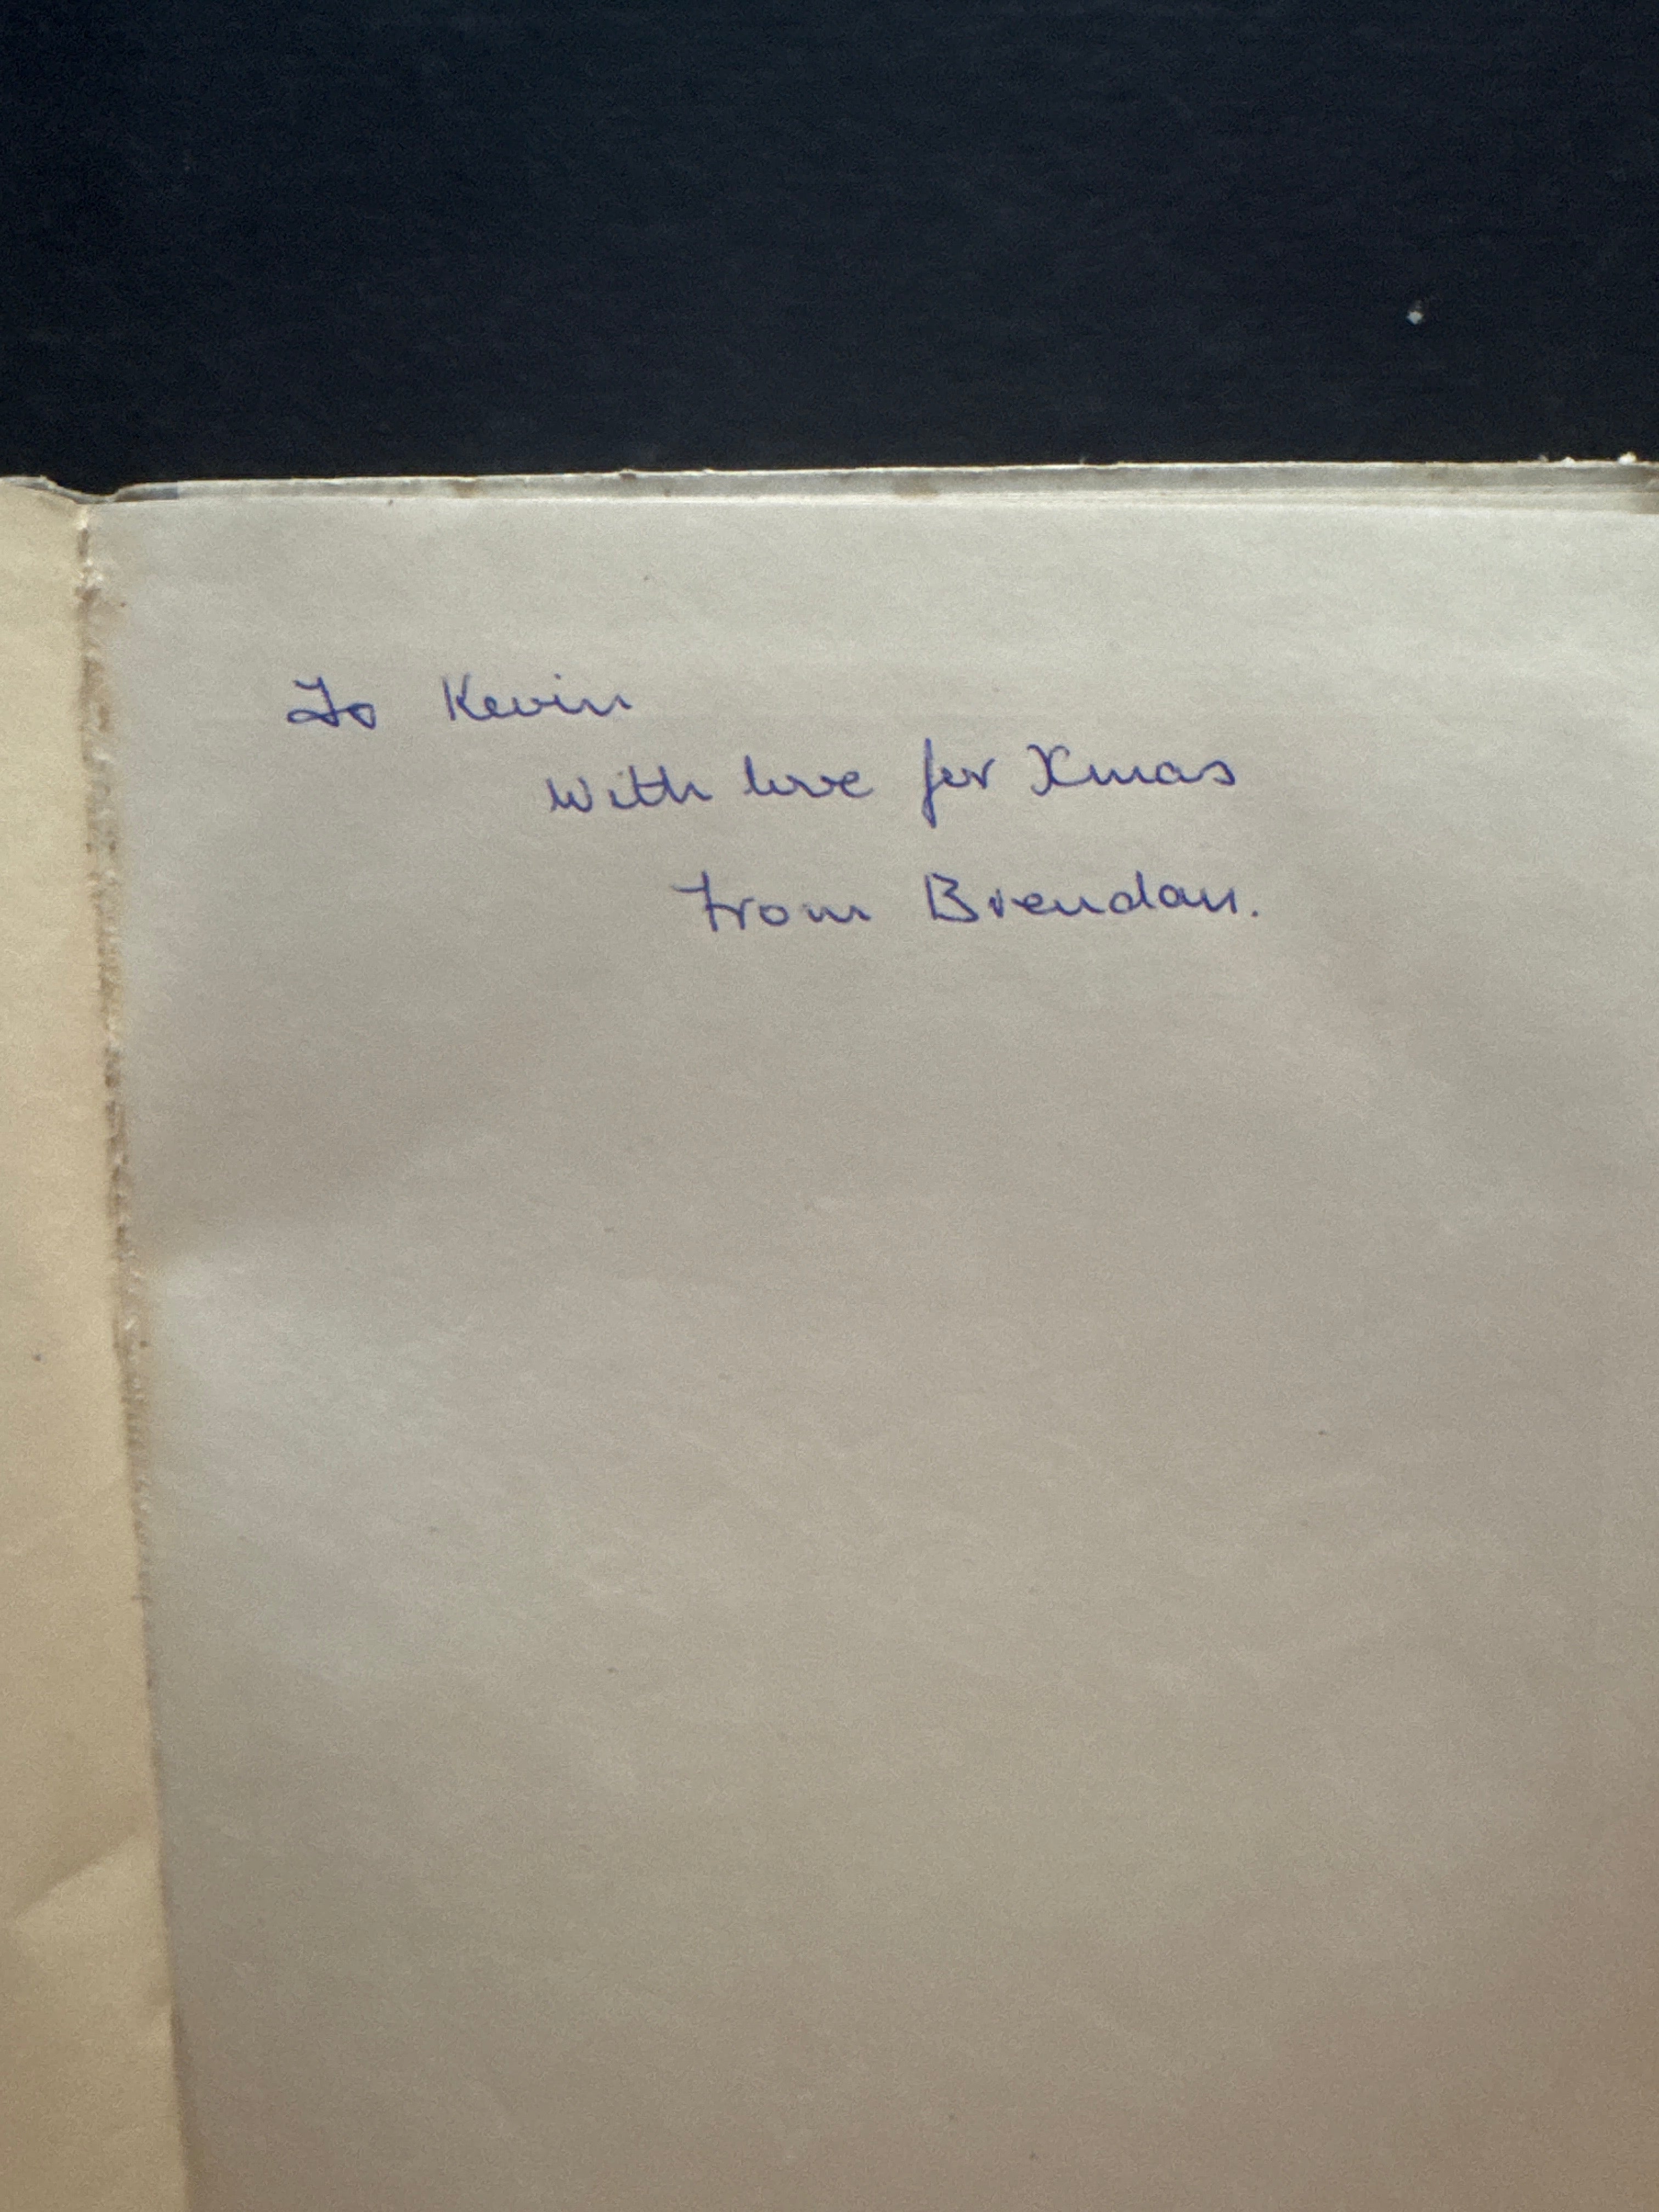 To Kevin
With love for Xmas
From Brendan.